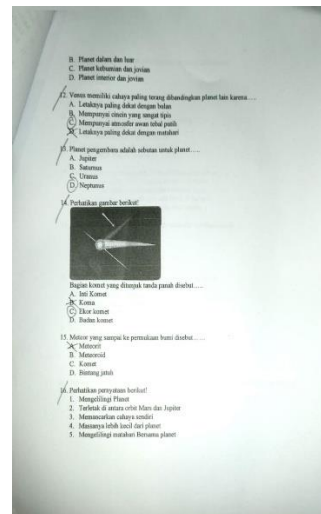 B. Planet dalam dan luar
C. Planet kebumian dan jovian
D. Planet interior dan jovian
12. Venus memiliki cahaya paling terang dibandingkan planet lain karena.....
A. Letaknya paling dekat dengan bulan
B. Mempunyai cincin yang sangat tipis
C. Mempunyai atmosfer awan tebal putih
D. Letaknya paling dekat dengan matahari
13. Planet pengembara adalah sebutan untuk planet.....
A. Jupiter
B. Saturnus
C. Uranus
D. Neptunus
14. Perhatikan gambar berikut!
Bagian komet yang ditunjuk tanda panah disebut.....
A. Inti Komet
B. Koma
C. Ekor komet
D. Badan komet
15. Meteor yang sampai ke permukaan bumi disebut.....
A. Meteorit
B. Meteoroid
C. Komet
D. Bintang jatuh
16. Perhatikan pernyataan berikut!
1. Mengelilingi Planet
2. Terletak di antara orbit Mars dan Jupiter
3. Memancarkan cahaya sendiri
4. Massanya lebih kecil dari planet
5. Mengelilingi matahari Bersama planet